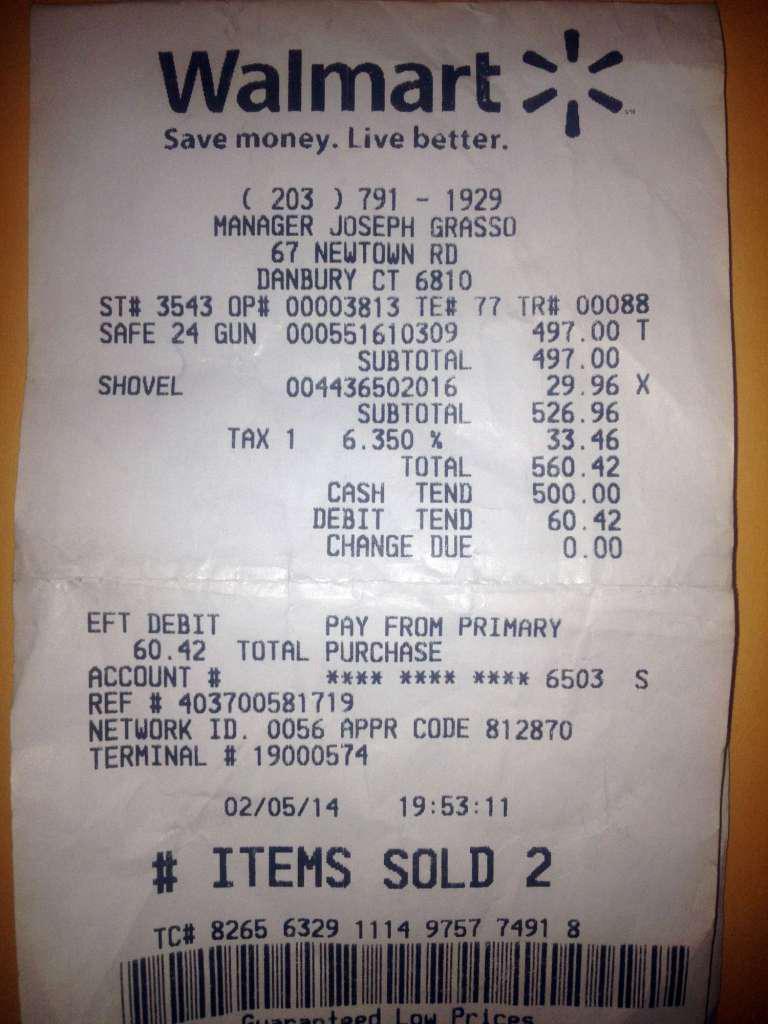 Walmart
Save money. Live better.
( 203 ) 791 - 1929
MANAGER JOSEPH GRASSO
67 NEWTOWN RD
DANBURY CT 6810
ST# 3543 OP# 00003813 TE# 77 TR# 00088
SAFE 24 GUN 000551610309 497.00 T
SUBTOTAL 497.00
SHOVEL 004436502016 29.96 X
SUBTOTAL 526.96
TAX 1 6.350 % 33.46
TOTAL 560.42
CASH TEND 500.00
DEBIT TEND 60.42
CHANGE DUE 0.00
EFT DEBIT PAY FROM PRIMARY
60.42 TOTAL PURCHASE
ACCOUNT # **** **** **** 6503 S
REF # 403700581719
NETWORK ID. 0056 APPR CODE 812870
TERMINAL # 19000574
02/05/14 19:53:11
# ITEMS SOLD 2
TC# 8265 6329 1114 9757 7491 8
Guaranteed Low Prices